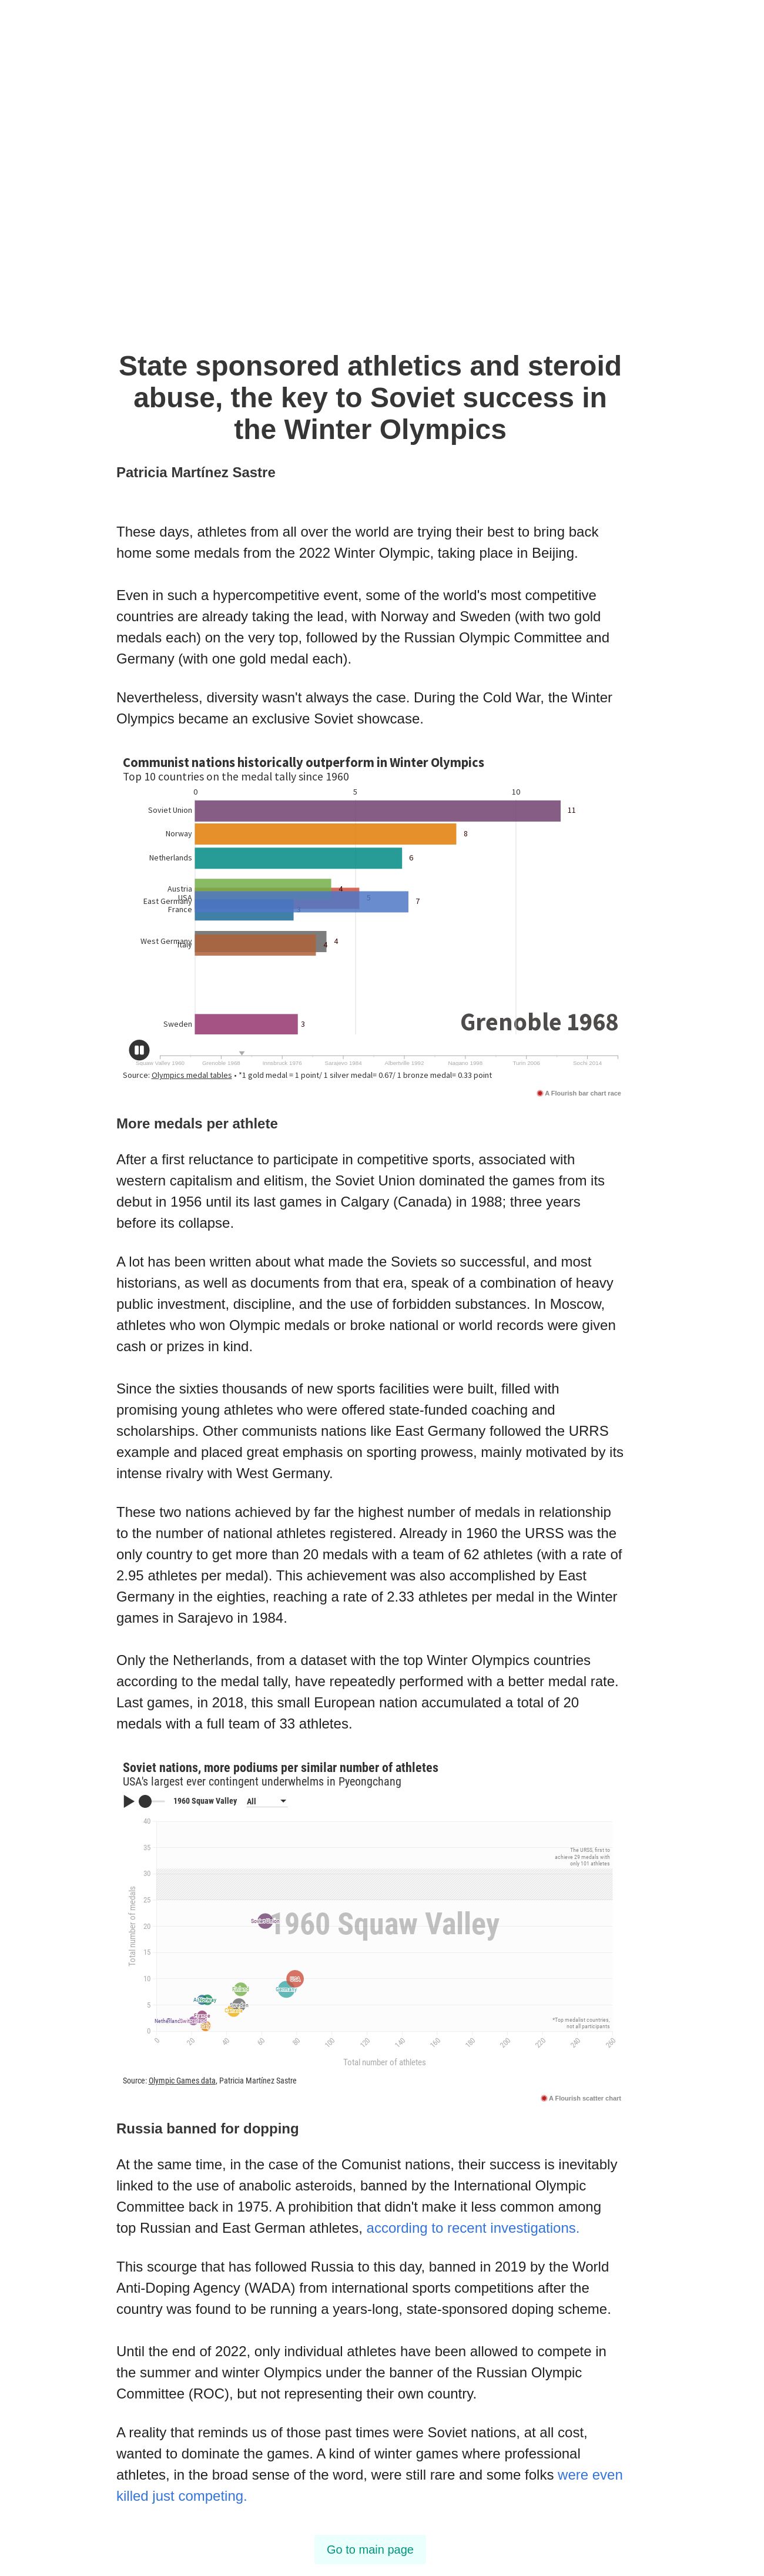 State sponsored athletics and steroid
abuse, the key to Soviet success in
the Winter Olympics
Patricia Martínez Sastre
These days, athletes from all over the world are trying their best to bring back
home some medals from the 2022 Winter Olympic, taking place in Beijing.
Even in such a hypercompetitive event, some of the world's most competitive
countries are already taking the lead, with Norway and Sweden (with two gold
medals each) on the very top, followed by the Russian Olympic Committee and
Germany (with one gold medal each).
Nevertheless, diversity wasn't always the case. During the Cold War, the Winter
Olympics became an exclusive Soviet showcase.
Communist nations historically outperform in Winter Olympics
Top 10 countries on the medal tally since 1960
0 5 10
Soviet Union 11
Norway 8
Netherlands 6
Austria 4
USA 5
East Germany 7
France
West Germany 4
Italy 4
Sweden 3
Grenoble 1968
Squaw Valley 1960 Grenoble 1968 Innsbruck 1976 Sarajevo 1984 Albertville 1992 Nagano 1998 Turin 2006 Sochi 2014
Source: Olympics medal tables • *1 gold medal = 1 point/ 1 silver medal= 0.67/ 1 bronze medal= 0.33 point
A Flourish bar chart race
More medals per athlete
After a first reluctance to participate in competitive sports, associated with
western capitalism and elitism, the Soviet Union dominated the games from its
debut in 1956 until its last games in Calgary (Canada) in 1988; three years
before its collapse.
A lot has been written about what made the Soviets so successful, and most
historians, as well as documents from that era, speak of a combination of heavy
public investment, discipline, and the use of forbidden substances. In Moscow,
athletes who won Olympic medals or broke national or world records were given
cash or prizes in kind.
Since the sixties thousands of new sports facilities were built, filled with
promising young athletes who were offered state-funded coaching and
scholarships. Other communists nations like East Germany followed the URRS
example and placed great emphasis on sporting prowess, mainly motivated by its
intense rivalry with West Germany.
These two nations achieved by far the highest number of medals in relationship
to the number of national athletes registered. Already in 1960 the URSS was the
only country to get more than 20 medals with a team of 62 athletes (with a rate of
2.95 athletes per medal). This achievement was also accomplished by East
Germany in the eighties, reaching a rate of 2.33 athletes per medal in the Winter
games in Sarajevo in 1984.
Only the Netherlands, from a dataset with the top Winter Olympics countries
according to the medal tally, have repeatedly performed with a better medal rate.
Last games, in 2018, this small European nation accumulated a total of 20
medals with a full team of 33 athletes.
Soviet nations, more podiums per similar number of athletes
USA's largest ever contingent underwhelms in Pyeongchang
1960 Squaw Valley All
40
35
The URSS, first to
achieve 29 medals with
only 101 athletes
30
25
20
15
10
5
0
Total number of medals
1960 Squaw Valley
Soviet Union
USA
Germany
Norway
Netherlands
*Top medalist countries,
not all participants
0 20 40 60 80 100 120 140 160 180 200 220 240 260
Total number of athletes
Source: Olympic Games data, Patricia Martínez Sastre
A Flourish scatter chart
Russia banned for dopping
At the same time, in the case of the Comunist nations, their success is inevitably
linked to the use of anabolic asteroids, banned by the International Olympic
Committee back in 1975. A prohibition that didn't make it less common among
top Russian and East German athletes, according to recent investigations.
This scourge that has followed Russia to this day, banned in 2019 by the World
Anti-Doping Agency (WADA) from international sports competitions after the
country was found to be running a years-long, state-sponsored doping scheme.
Until the end of 2022, only individual athletes have been allowed to compete in
the summer and winter Olympics under the banner of the Russian Olympic
Committee (ROC), but not representing their own country.
A reality that reminds us of those past times were Soviet nations, at all cost,
wanted to dominate the games. A kind of winter games where professional
athletes, in the broad sense of the word, were still rare and some folks were even
killed just competing.
Go to main page